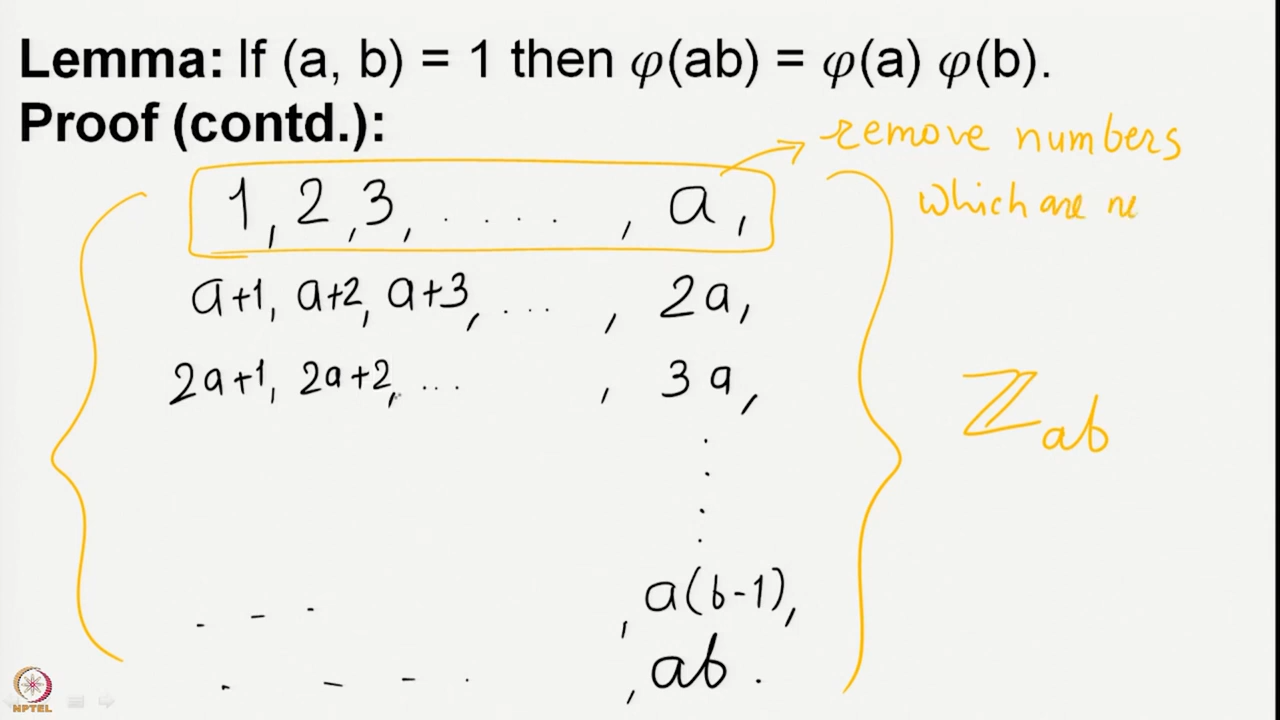 Lemma: If (a, b) = 1 then φ(ab) = φ(a) φ(b).
Proof (contd.):
remove numbers
which are
1, 2, 3, . . . . , a,
a+1, a+2, a+3, ... , 2a,
2a+1, 2a+2, ... , 3a,
ℤab
.
.
.
.
. - . , a(b-1),
. - - . , ab .
NPTEL